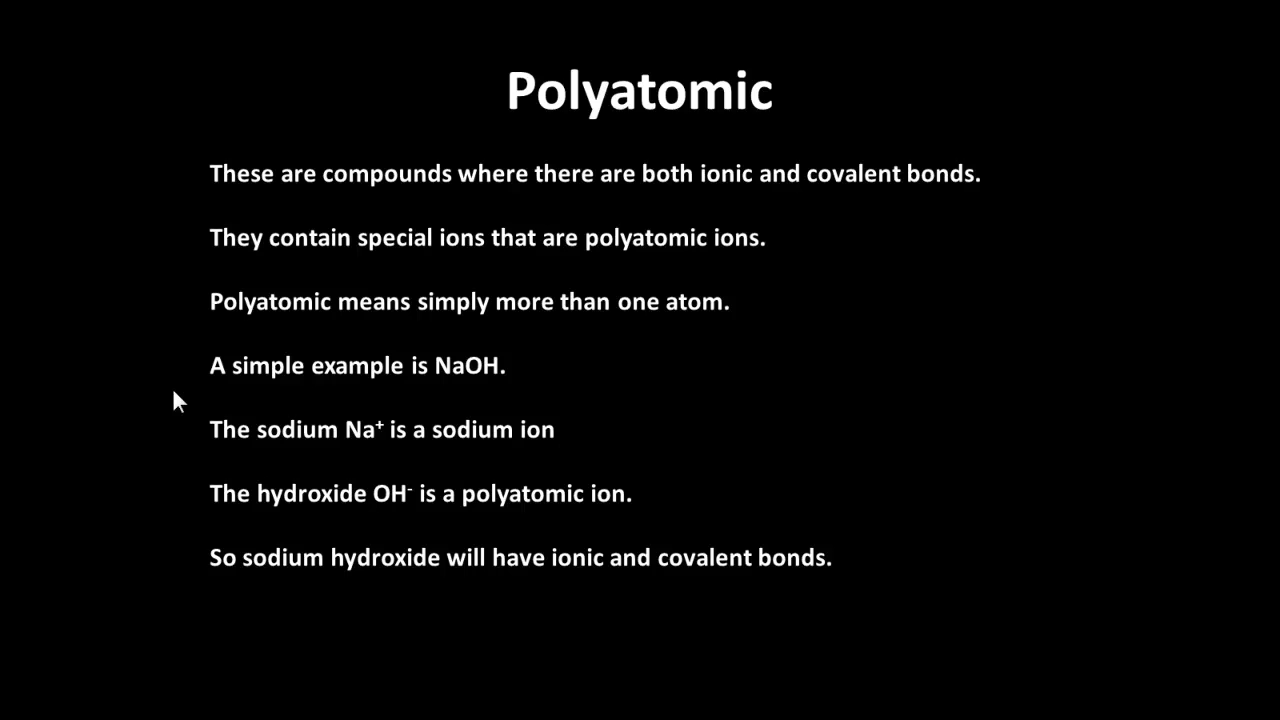 Polyatomic
These are compounds where there are both ionic and covalent bonds.
They contain special ions that are polyatomic ions.
Polyatomic means simply more than one atom.
A simple example is NaOH.
The sodium Na⁺ is a sodium ion
The hydroxide OH⁻ is a polyatomic ion.
So sodium hydroxide will have ionic and covalent bonds.